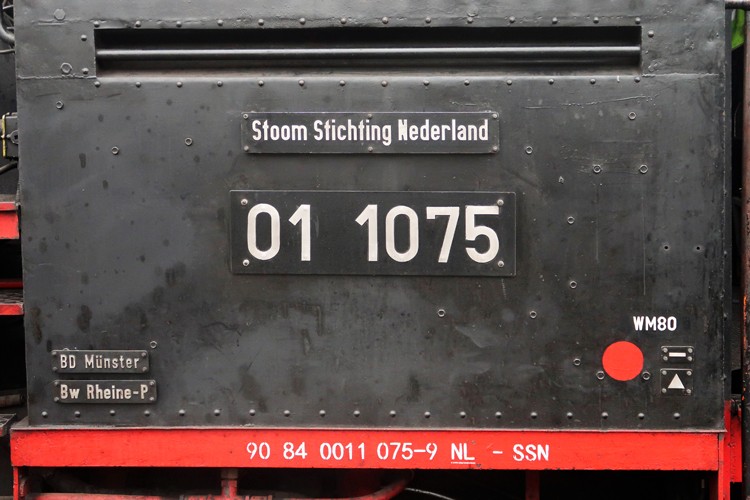 Stoom Stichting Nederland
01 1075
WM80
BD Münster
Bw Rheine-P
90 84 0011 075-9 NL - SSN